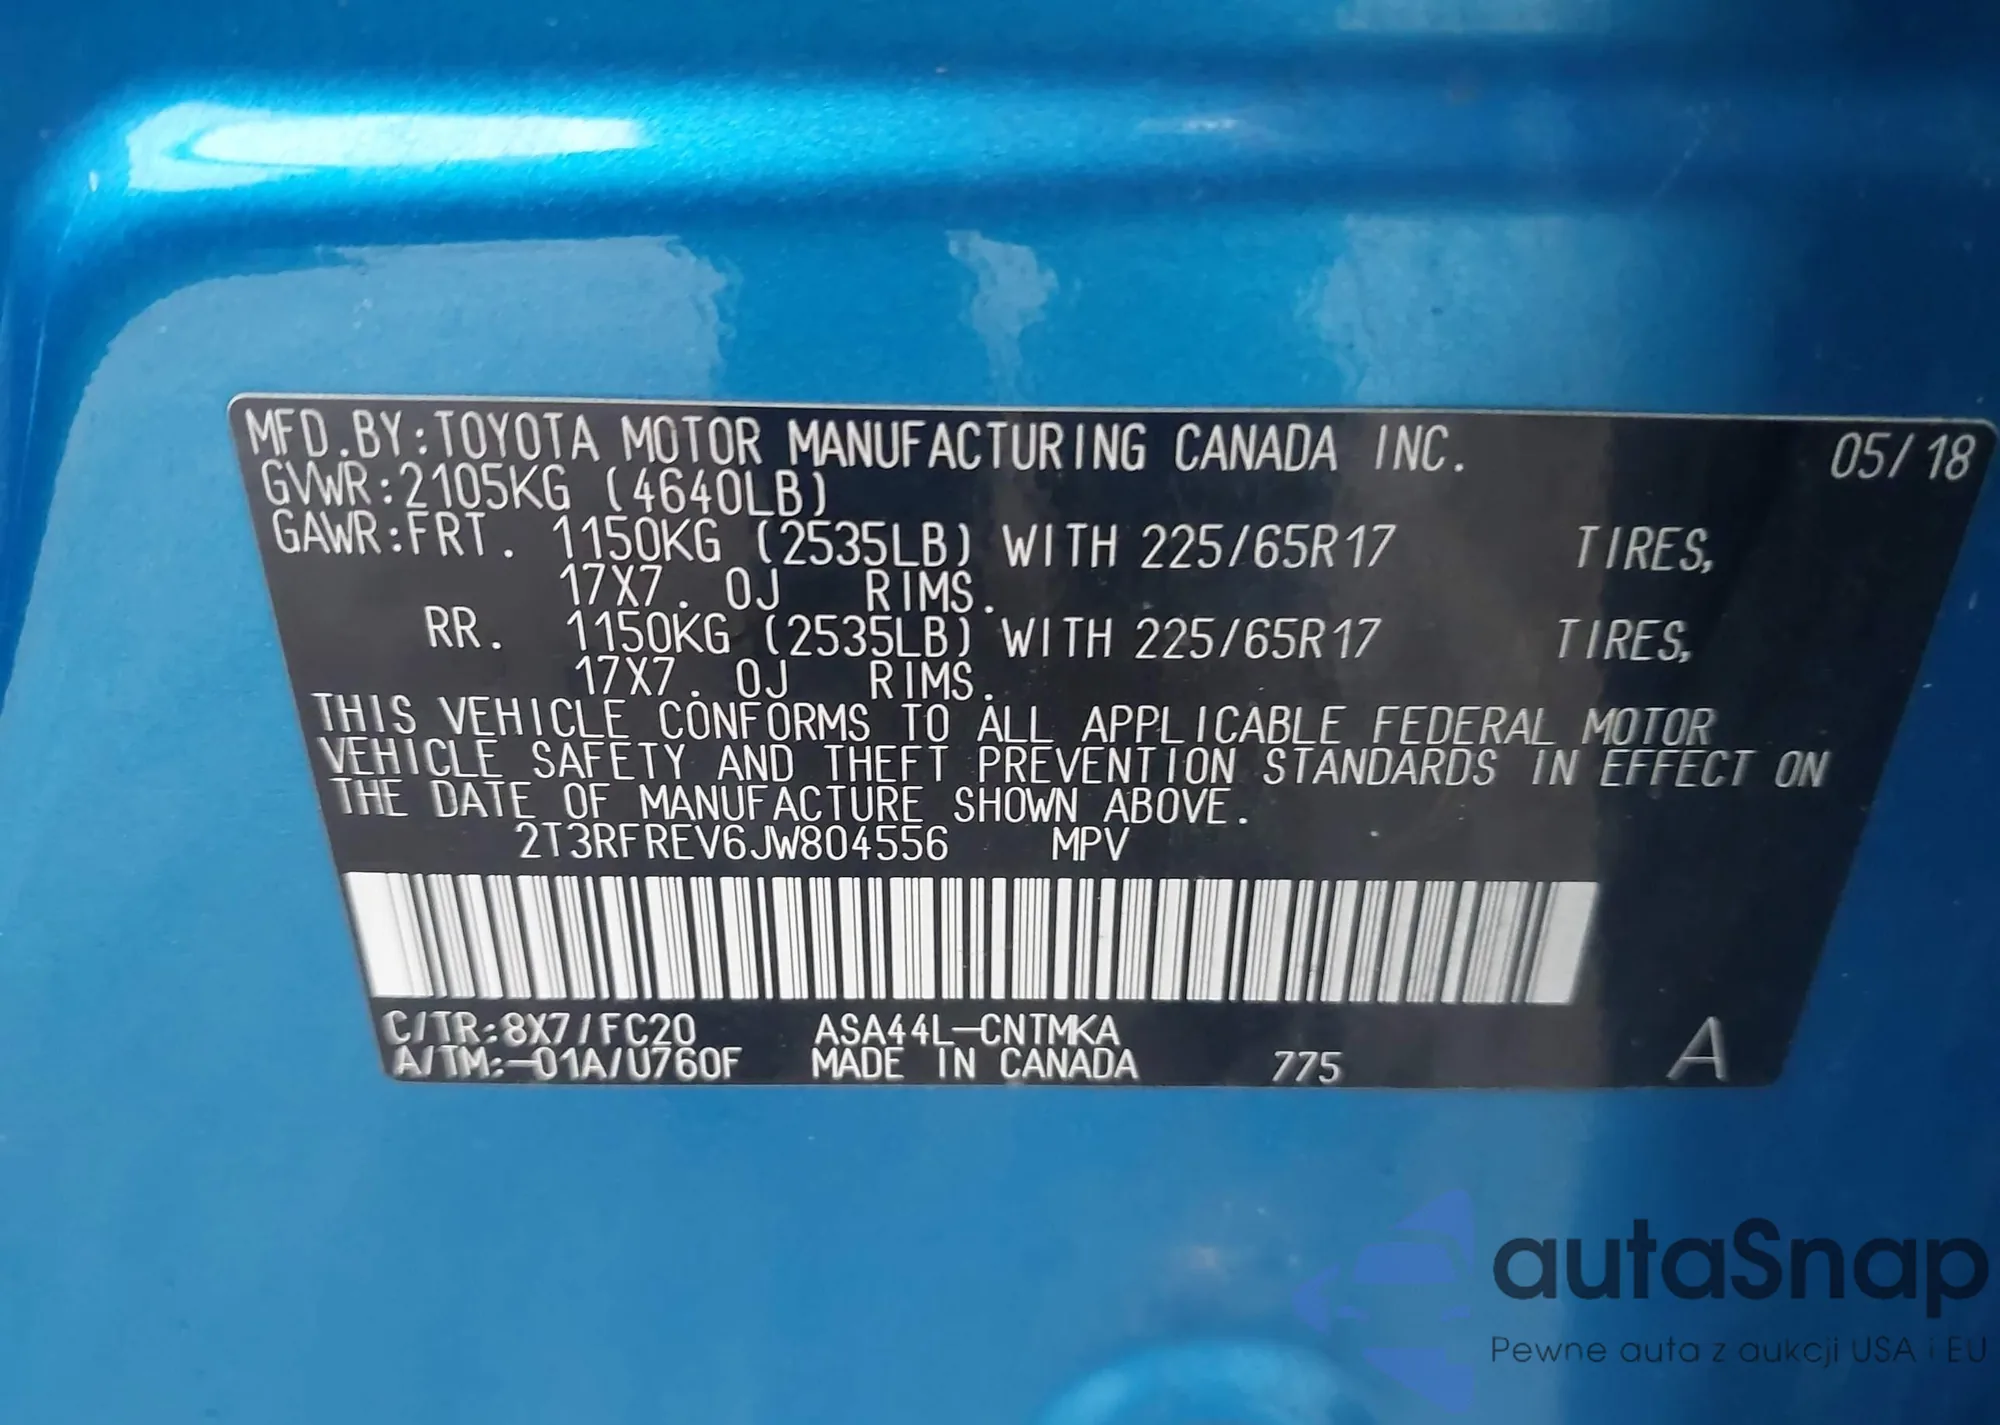 MFD.BY:TOYOTA MOTOR MANUFACTURING CANADA INC. 05/18
GVWR:2105KG (4640LB)
GAWR:FRT. 1150KG (2535LB) WITH 225/65R17 TIRES,
17X7.0J RIMS.
RR. 1150KG (2535LB) WITH 225/65R17 TIRES,
17X7.0J RIMS.
THIS VEHICLE CONFORMS TO ALL APPLICABLE FEDERAL MOTOR
VEHICLE SAFETY AND THEFT PREVENTION STANDARDS IN EFFECT ON
THE DATE OF MANUFACTURE SHOWN ABOVE.
2T3RFREV6JW804556 MPV
C/TR:8X7/FC20 ASA44L-CNTMKA
A/TM:-01A/U760F MADE IN CANADA 775 A
autaSnap
Pewne auta z aukcji USA i EU